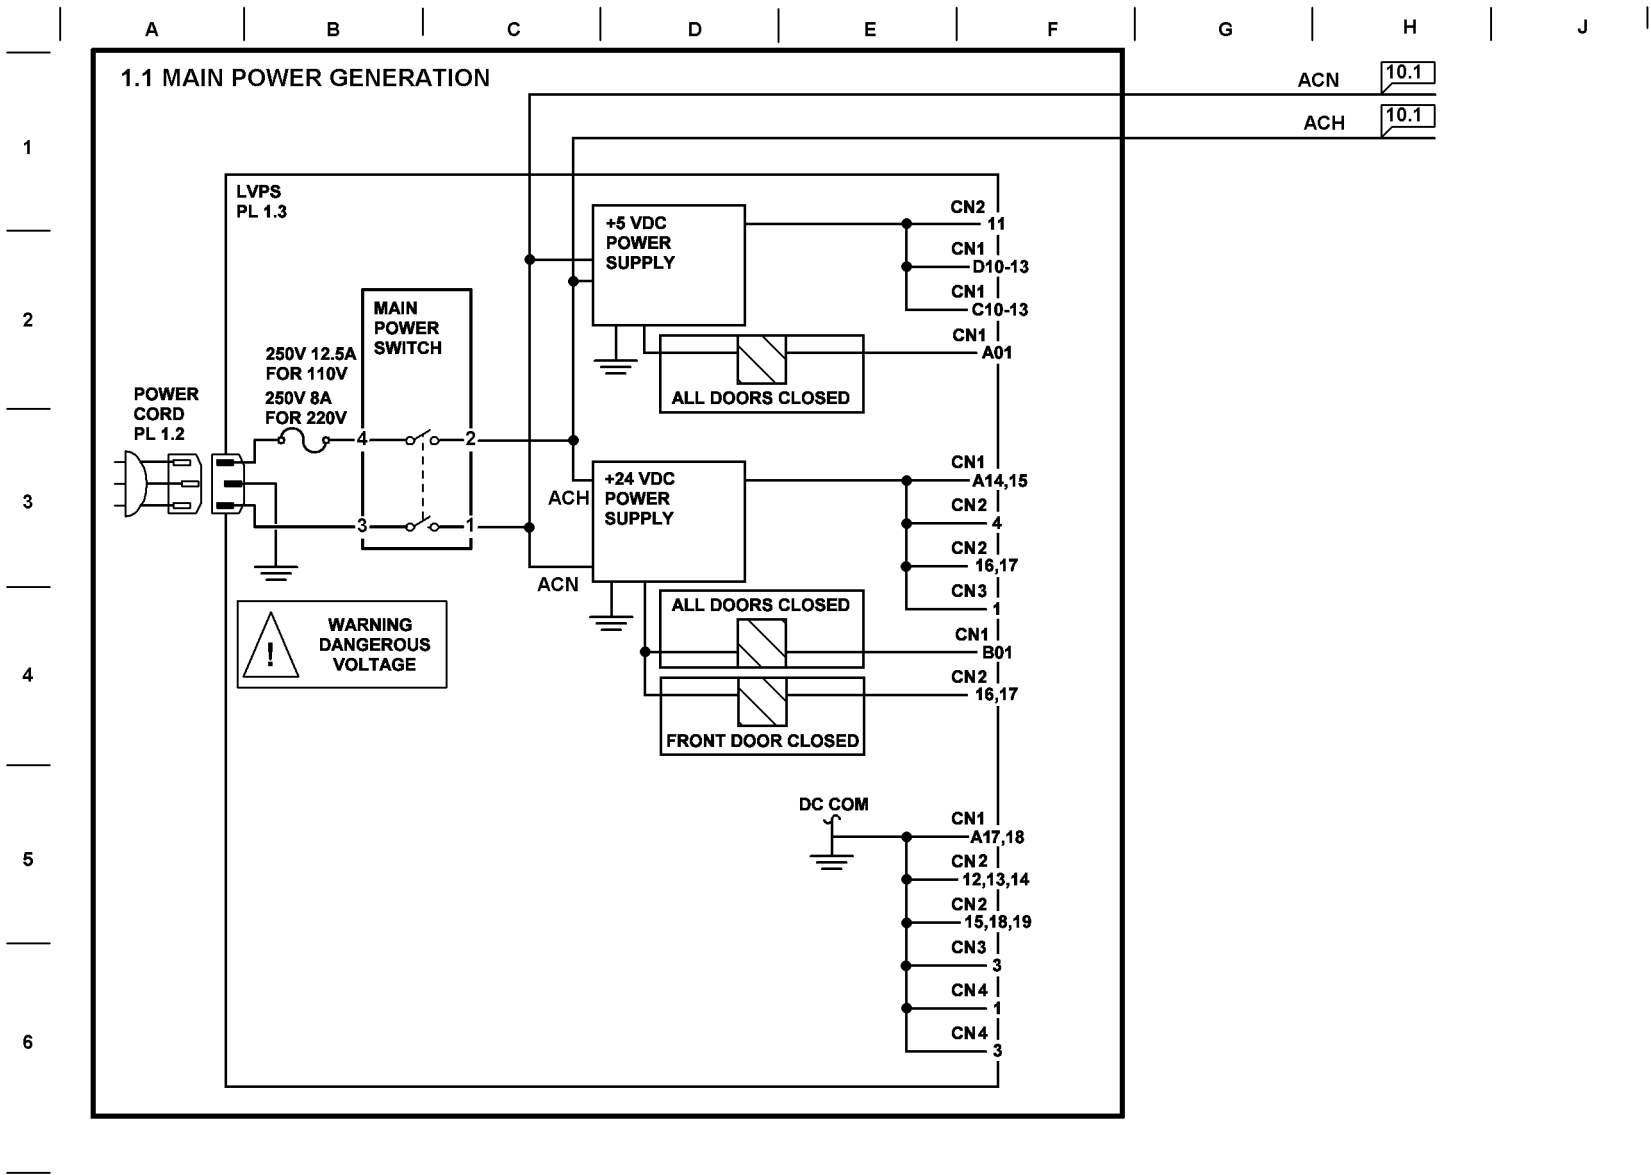 A B C D E F G H J
1.1 MAIN POWER GENERATION
ACN 10.1
ACH 10.1
1
LVPS
PL 1.3
+5 VDC
POWER
SUPPLY
CN2
11
CN1
D10-13
CN1
C10-13
CN1
A01
2
MAIN
POWER
SWITCH
250V 12.5A
FOR 110V
250V 8A
FOR 220V
ALL DOORS CLOSED
POWER
CORD
PL 1.2
4 2
3 1
3
ACH
ACN
+24 VDC
POWER
SUPPLY
CN1
A14,15
CN2
4
CN2
16,17
CN3
1
ALL DOORS CLOSED
CN1
B01
CN2
16,17
FRONT DOOR CLOSED
!
WARNING
DANGEROUS
VOLTAGE
4
DC COM
CN1
A17,18
5
CN2
12,13,14
CN2
15,18,19
CN3
3
CN4
1
CN4
3
6